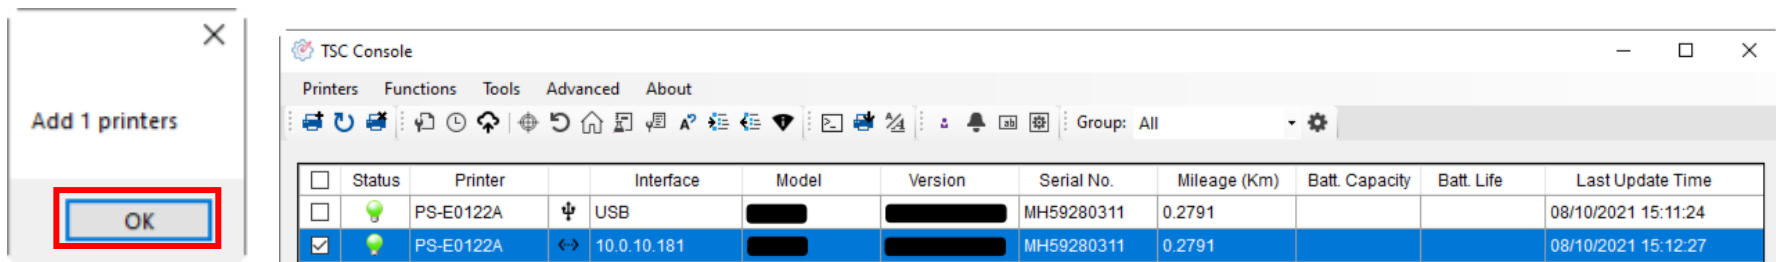 Add 1 printers
OK
TSC Console
Printers Functions Tools Advanced About
Group: All
Status Printer Interface Model Version Serial No. Mileage (Km) Batt. Capacity Batt. Life Last Update Time
PS-E0122A USB MH59280311 0.2791 08/10/2021 15:11:24
PS-E0122A 10.0.10.181 MH59280311 0.2791 08/10/2021 15:12:27